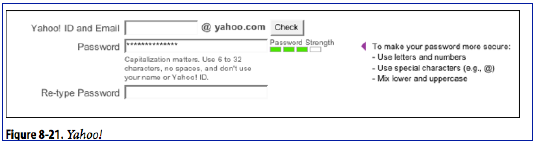 Yahoo! ID and Email @ yahoo.com Check
Password ************** Password Strength
Capitalization matters. Use 6 to 32
characters, no spaces, and don't use
your name or Yahoo! ID.
Re-type Password
To make your password more secure:
- Use letters and numbers
- Use special characters (e.g., @)
- Mix lower and uppercase
Figure 8-21. Yahoo!